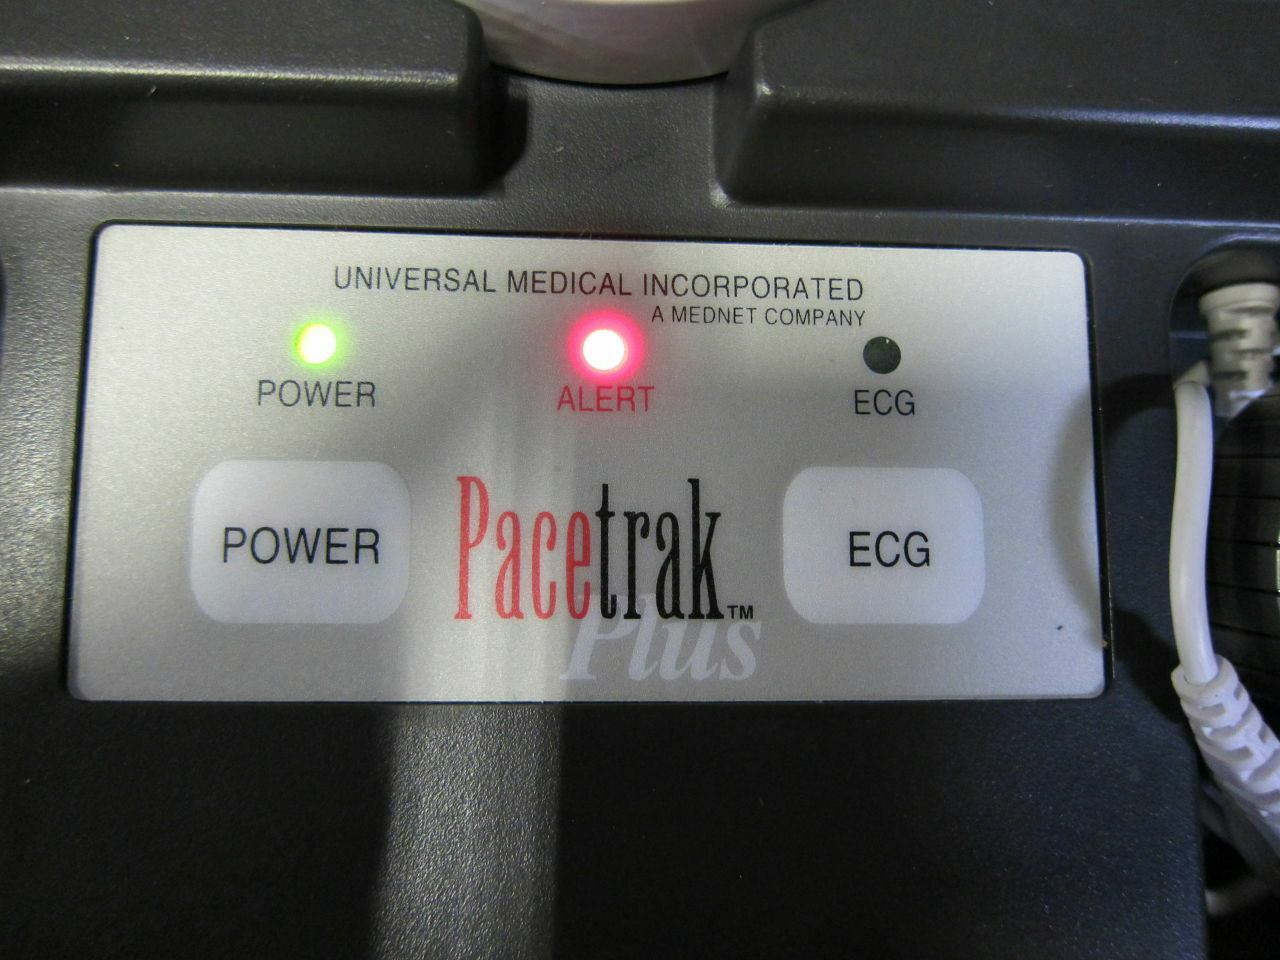 UNIVERSAL MEDICAL INCORPORATED
A MEDNET COMPANY
POWER ALERT ECG
POWER Pacetrak™ ECG
Plus